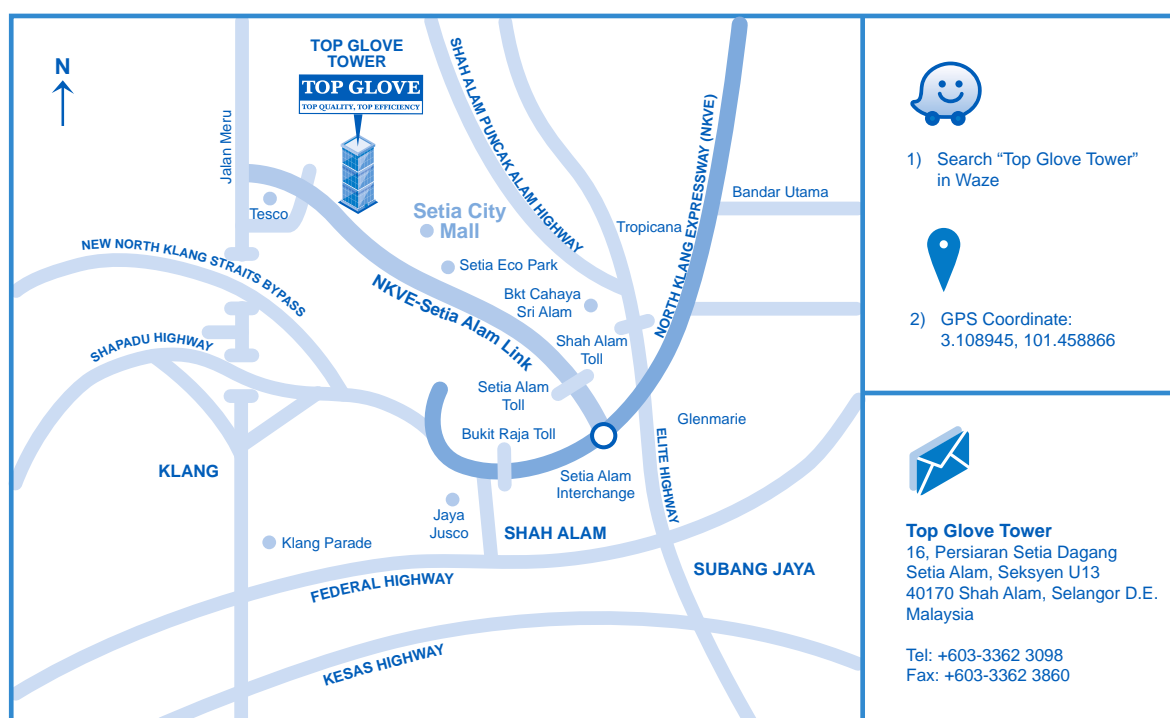 N
TOP GLOVE
TOWER
TOP GLOVE
TOP QUALITY, TOP EFFICIENCY
Jalan Meru
SHAH ALAM PUNCAK ALAM HIGHWAY
NORTH KLANG EXPRESSWAY (NKVE)
Bandar Utama
Tesco
Setia City
Mall
Tropicana
NEW NORTH KLANG STRAITS BYPASS
Setia Eco Park
NKVE-Setia Alam Link
Bkt Cahaya
Sri Alam
SHAPADU HIGHWAY
Shah Alam
Toll
Setia Alam
Toll
Bukit Raja Toll
Glenmarie
ELITE HIGHWAY
KLANG
Setia Alam
Interchange
Jaya
Jusco
SHAH ALAM
Klang Parade
SUBANG JAYA
FEDERAL HIGHWAY
KESAS HIGHWAY
1) Search “Top Glove Tower”
in Waze
2) GPS Coordinate:
3.108945, 101.458866
Top Glove Tower
16, Persiaran Setia Dagang
Setia Alam, Seksyen U13
40170 Shah Alam, Selangor D.E.
Malaysia
Tel: +603-3362 3098
Fax: +603-3362 3860